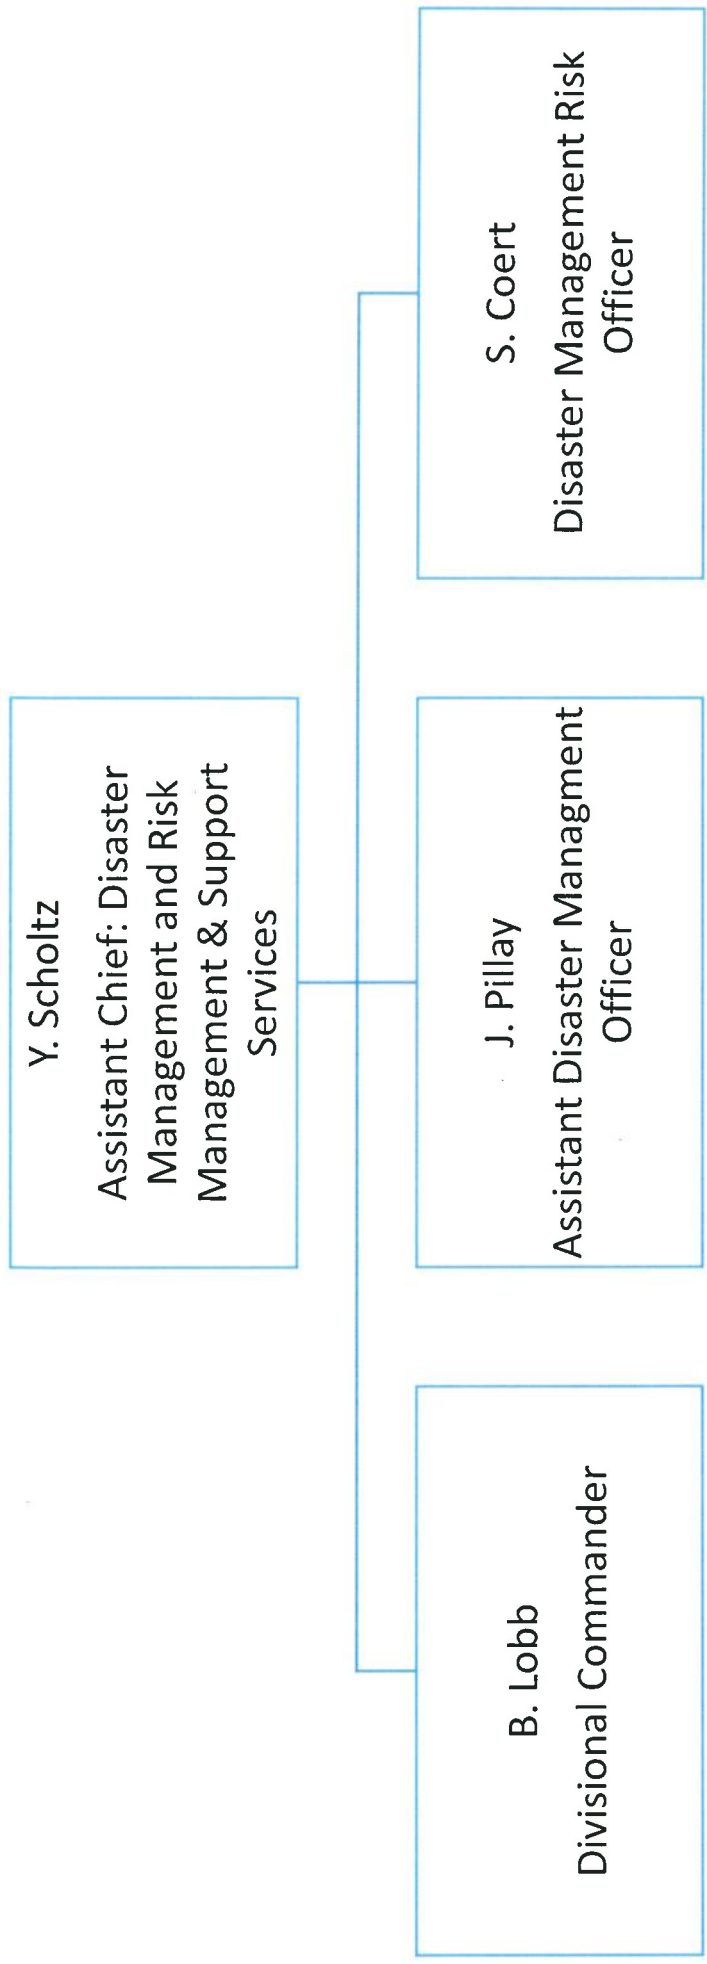 Y. Scholtz
Assistant Chief: Disaster
Management and Risk
Management & Support
Services
B. Lobb
Divisional Commander
J. Pillay
Assistant Disaster Managment
Officer
S. Coert
Disaster Management Risk
Officer